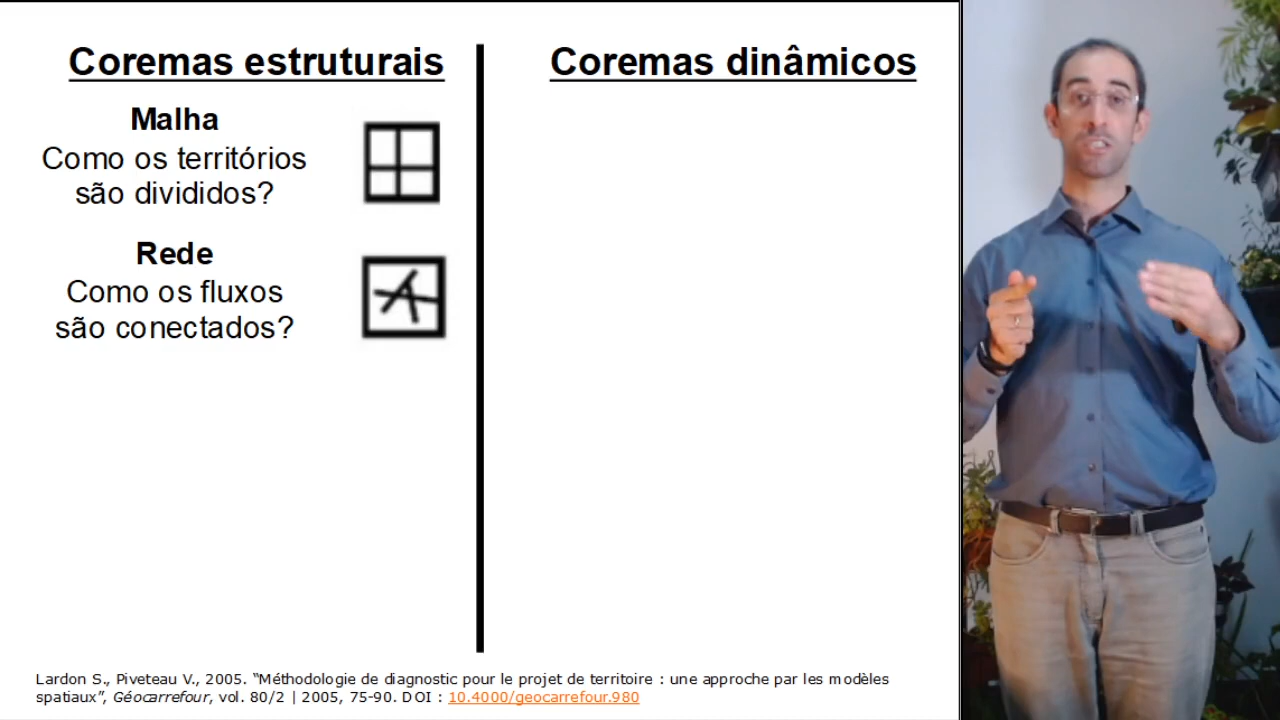 Coremas estruturais
Malha
Como os territórios
são divididos?
Rede
Como os fluxos
são conectados?
Coremas dinâmicos
Lardon S., Piveteau V., 2005. “Méthodologie de diagnostic pour le projet de territoire : une approche par les modèles
spatiaux”, Géocarrefour, vol. 80/2 | 2005, 75-90. DOI : 10.4000/geocarrefour.980